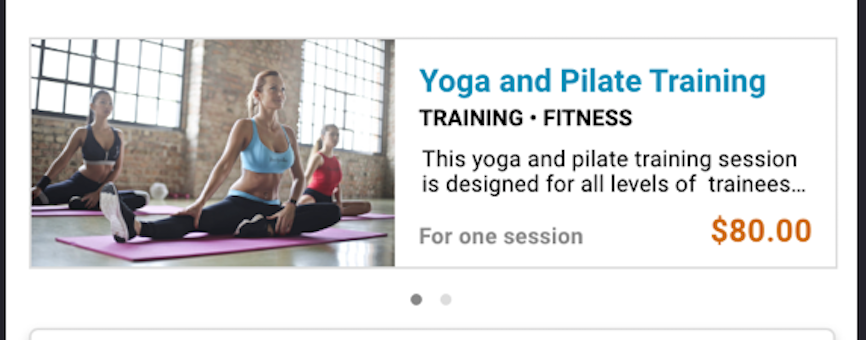 Yoga and Pilate Training
TRAINING • FITNESS
This yoga and pilate training session
is designed for all levels of  trainees...
For one session
$80.00